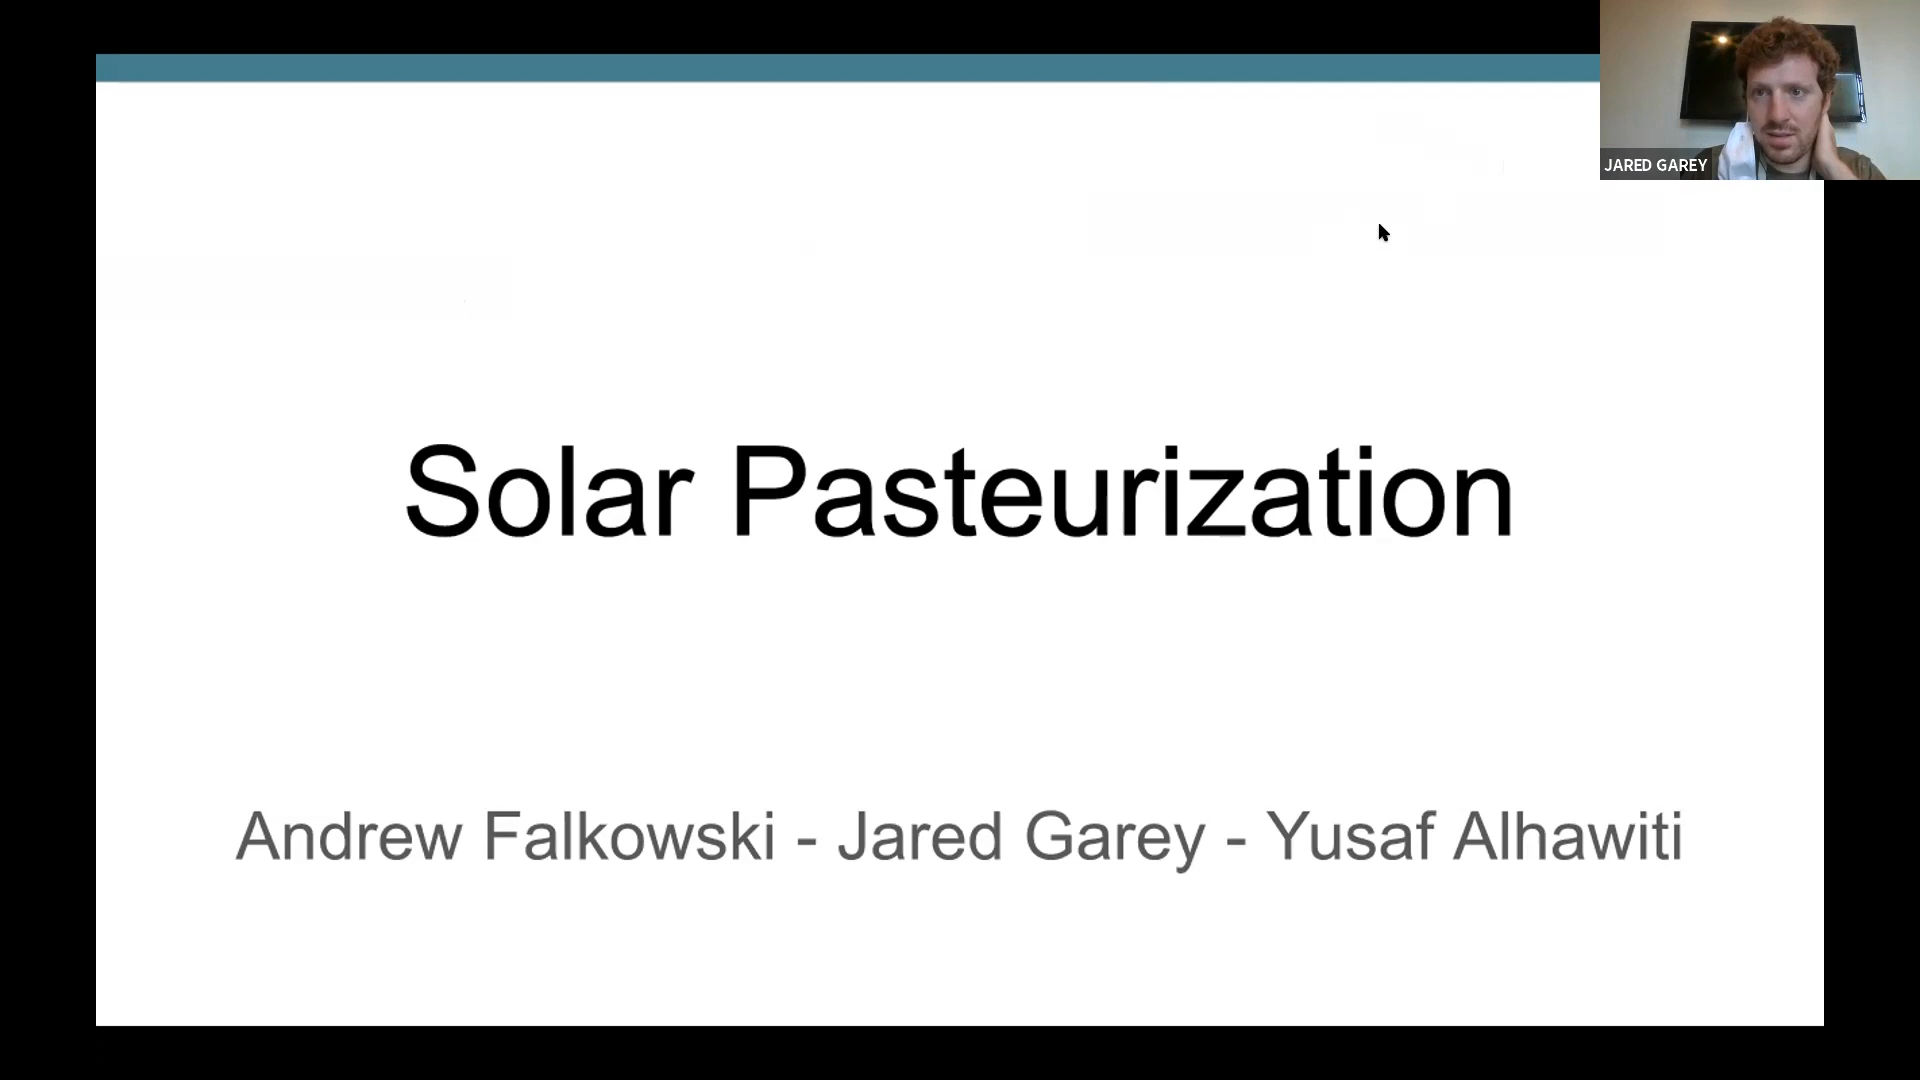 JARED GAREY
Solar Pasteurization
Andrew Falkowski - Jared Garey - Yusaf Alhawiti